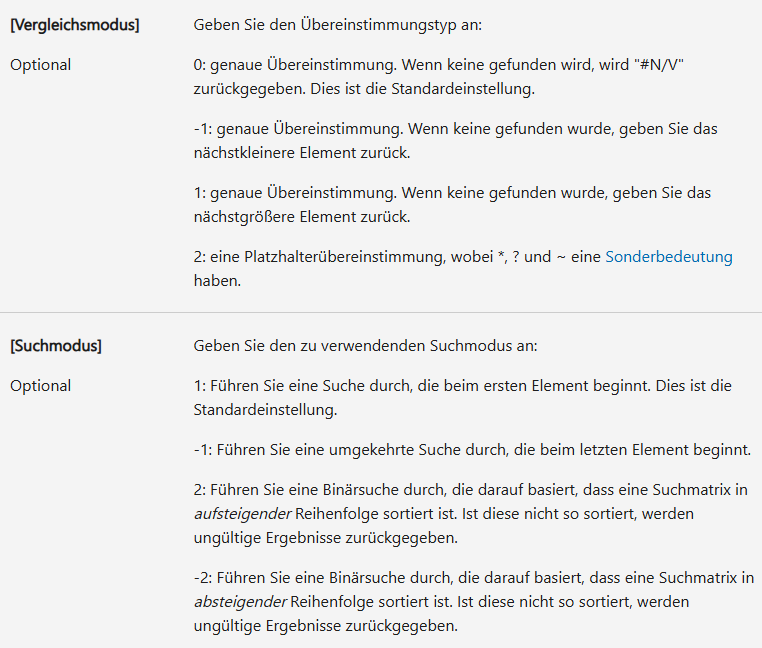 [Vergleichsmodus]
Geben Sie den Übereinstimmungstyp an:
Optional
0: genaue Übereinstimmung. Wenn keine gefunden wird, wird "#N/V"
zurückgegeben. Dies ist die Standardeinstellung.
-1: genaue Übereinstimmung. Wenn keine gefunden wurde, geben Sie das
nächstkleinere Element zurück.
1: genaue Übereinstimmung. Wenn keine gefunden wurde, geben Sie das
nächstgrößere Element zurück.
2: eine Platzhalterübereinstimmung, wobei *, ? und ~ eine Sonderbedeutung
haben.
[Suchmodus]
Geben Sie den zu verwendenden Suchmodus an:
Optional
1: Führen Sie eine Suche durch, die beim ersten Element beginnt. Dies ist die
Standardeinstellung.
-1: Führen Sie eine umgekehrte Suche durch, die beim letzten Element beginnt.
2: Führen Sie eine Binärsuche durch, die darauf basiert, dass eine Suchmatrix in
aufsteigender Reihenfolge sortiert ist. Ist diese nicht so sortiert, werden
ungültige Ergebnisse zurückgegeben.
-2: Führen Sie eine Binärsuche durch, die darauf basiert, dass eine Suchmatrix in
absteigender Reihenfolge sortiert ist. Ist diese nicht so sortiert, werden
ungültige Ergebnisse zurückgegeben.